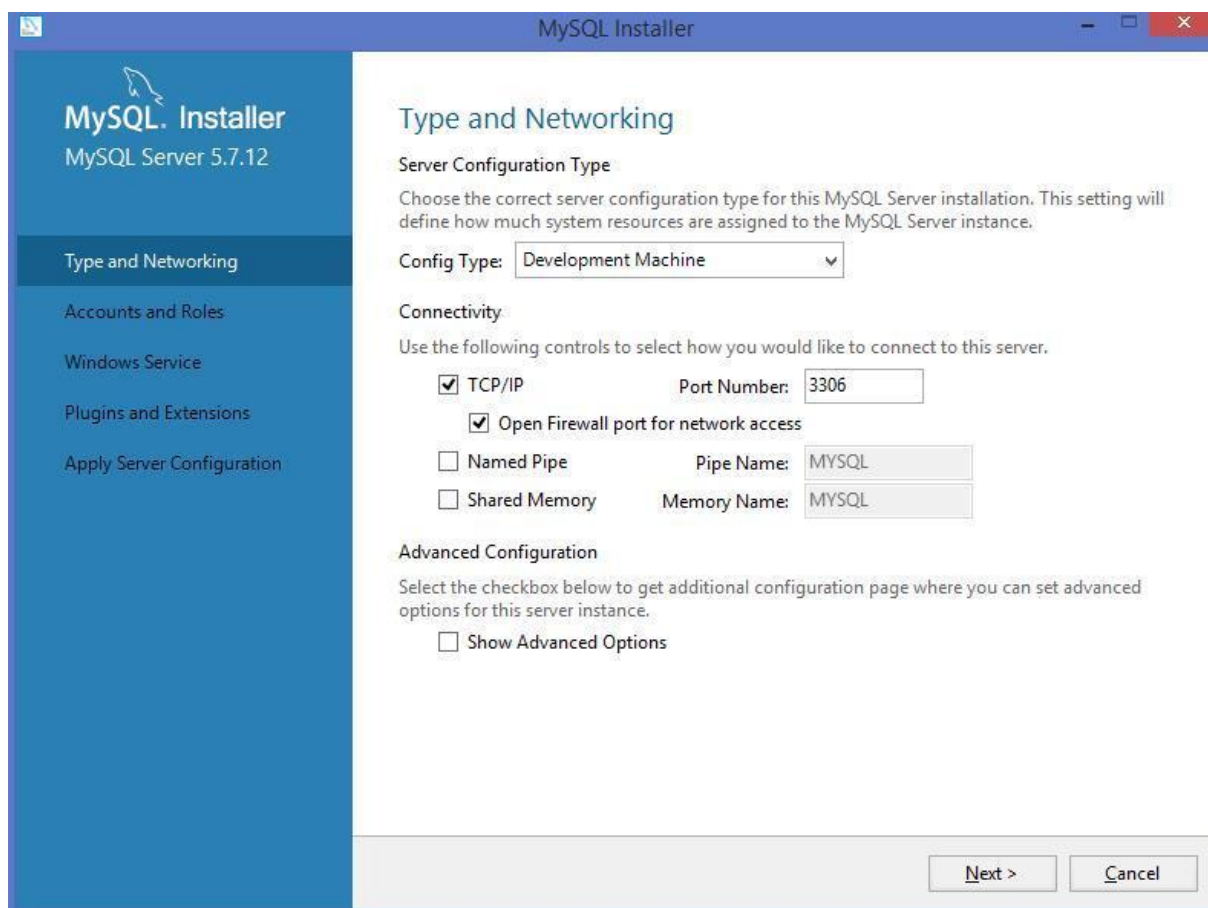 MySQL Installer
MySQL. Installer
MySQL Server 5.7.12
Type and Networking
Accounts and Roles
Windows Service
Plugins and Extensions
Apply Server Configuration
Type and Networking
Server Configuration Type
Choose the correct server configuration type for this MySQL Server installation. This setting will
define how much system resources are assigned to the MySQL Server instance.
Config Type: Development Machine
Connectivity
Use the following controls to select how you would like to connect to this server.
TCP/IP Port Number: 3306
Open Firewall port for network access
Named Pipe Pipe Name: MYSQL
Shared Memory Memory Name: MYSQL
Advanced Configuration
Select the checkbox below to get additional configuration page where you can set advanced
options for this server instance.
Show Advanced Options
Next > Cancel